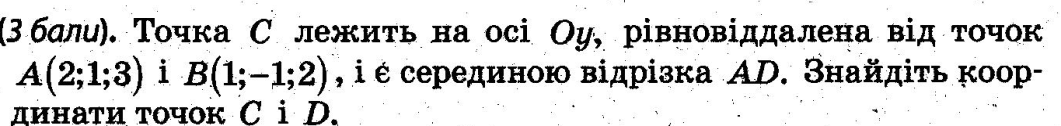 (3 бали). Точка C лежить на осі Oy, рівновіддалена від точок
A(2;1;3) і B(1;–1;2), і є серединою відрізка AD. Знайдіть коор-
динати точок C і D.